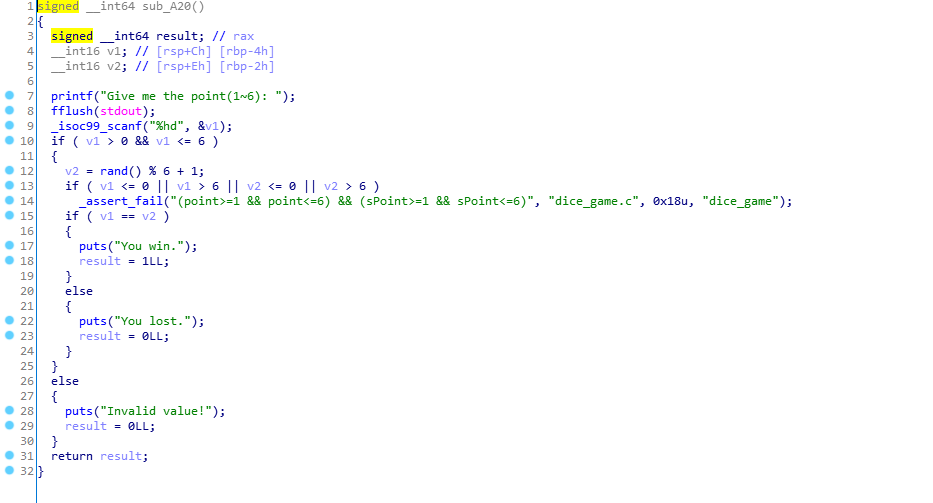 1 signed __int64 sub_A20()
2 {
3 signed __int64 result; // rax
4 __int16 v1; // [rsp+Ch] [rbp-4h]
5 __int16 v2; // [rsp+Eh] [rbp-2h]
6
7 printf("Give me the point(1~6): ");
8 fflush(stdout);
9 _isoc99_scanf("%hd", &v1);
10 if ( v1 > 0 && v1 <= 6 )
11 {
12 v2 = rand() % 6 + 1;
13 if ( v1 <= 0 || v1 > 6 || v2 <= 0 || v2 > 6 )
14 _assert_fail("(point>=1 && point<=6) && (sPoint>=1 && sPoint<=6)", "dice_game.c", 0x18u, "dice_game");
15 if ( v1 == v2 )
16 {
17 puts("You win.");
18 result = 1LL;
19 }
20 else
21 {
22 puts("You lost.");
23 result = 0LL;
24 }
25 }
26 else
27 {
28 puts("Invalid value!");
29 result = 0LL;
30 }
31 return result;
32 }